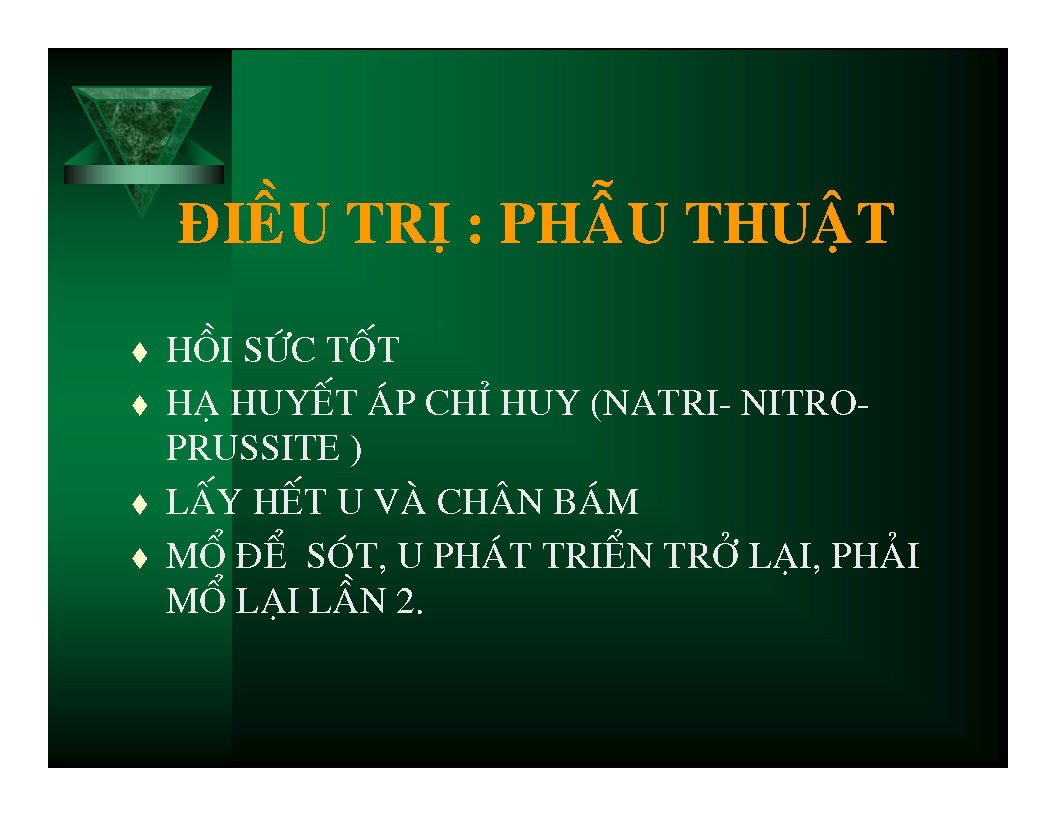 ĐIỀU TRỊ : PHẪU THUẬT
HỒI SỨC TỐT
HẠ HUYẾT ÁP CHỈ HUY (NATRI- NITRO-
PRUSSITE )
LẤY HẾT U VÀ CHÂN BÁM
MỔ ĐỂ SÓT, U PHÁT TRIỂN TRỞ LẠI, PHẢI
MỔ LẠI LẦN 2.